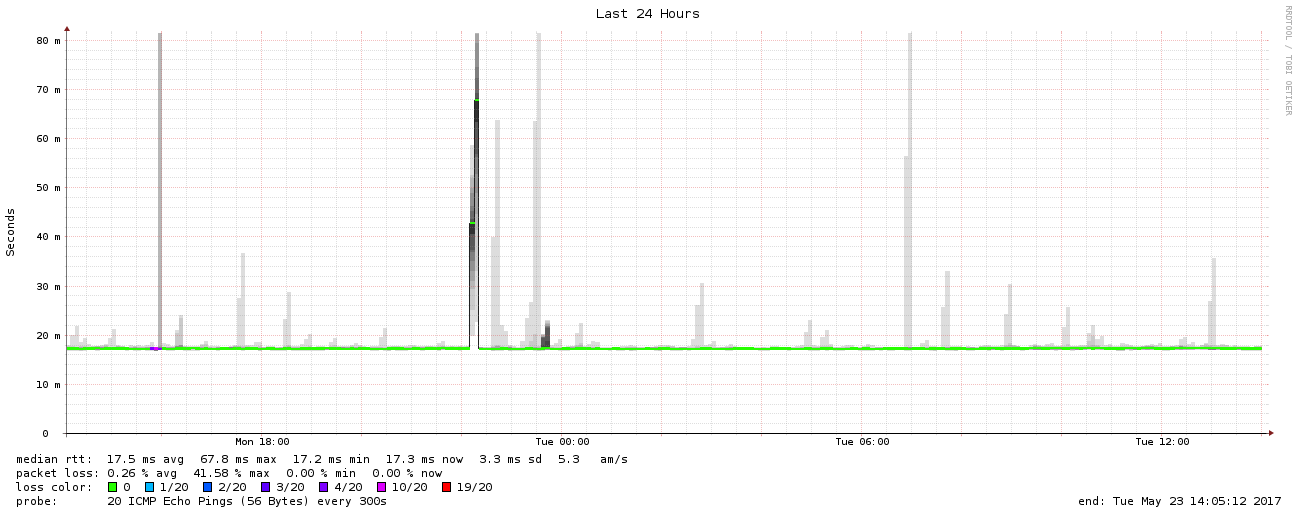 Last 24 Hours
RRDTOOL / TOBI OETIKER
Seconds
80 m
70 m
60 m
50 m
40 m
30 m
20 m
10 m
0
Mon 18:00 Tue 00:00 Tue 06:00 Tue 12:00
median rtt: 17.5 ms avg 67.8 ms max 17.2 ms min 17.3 ms now 3.3 ms sd 5.3 am/s
packet loss: 0.26 % avg 41.58 % max 0.00 % min 0.00 % now
loss color: 0 1/20 2/20 3/20 4/20 10/20 19/20
probe: 20 ICMP Echo Pings (56 Bytes) every 300s end: Tue May 23 14:05:12 2017